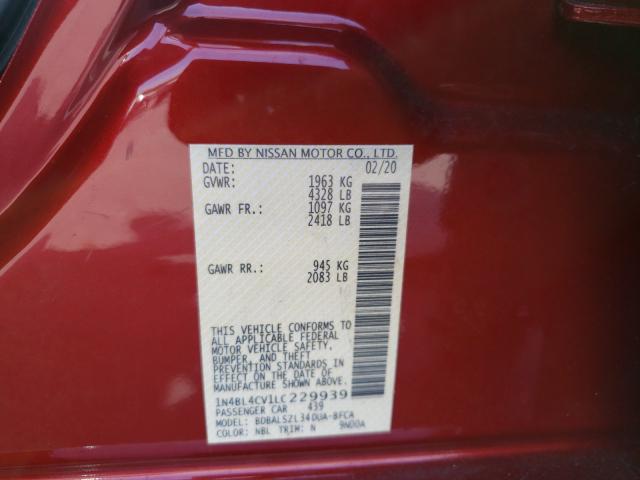 MFD BY NISSAN MOTOR CO., LTD.
DATE: 02/20
GVWR: 1963 KG
4328 LB
GAWR FR.: 1097 KG
2418 LB
GAWR RR.: 945 KG
2083 LB
THIS VEHICLE CONFORMS TO
ALL APPLICABLE FEDERAL
MOTOR VEHICLE SAFETY,
BUMPER, AND THEFT
PREVENTION STANDARDS IN
EFFECT ON THE DATE OF
MANUFACTURE SHOWN ABOVE.
1N4BL4CV1LC229939
PASSENGER CAR 439
MODEL: BDBALSZL34DUA-BFCA
COLOR: NBL TRIM: N 9N00A